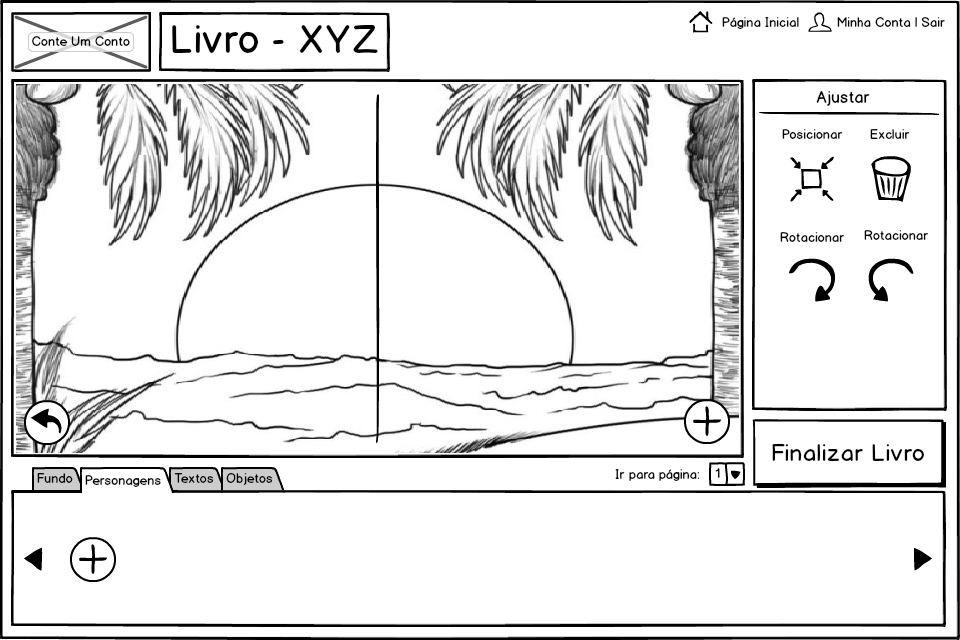 Conte Um Conto
Livro - XYZ
Página Inicial
Minha Conta | Sair
Ajustar
Posicionar
Excluir
Rotacionar
Rotacionar
Finalizar Livro
Fundo
Personagens
Textos
Objetos
Ir para página:
1